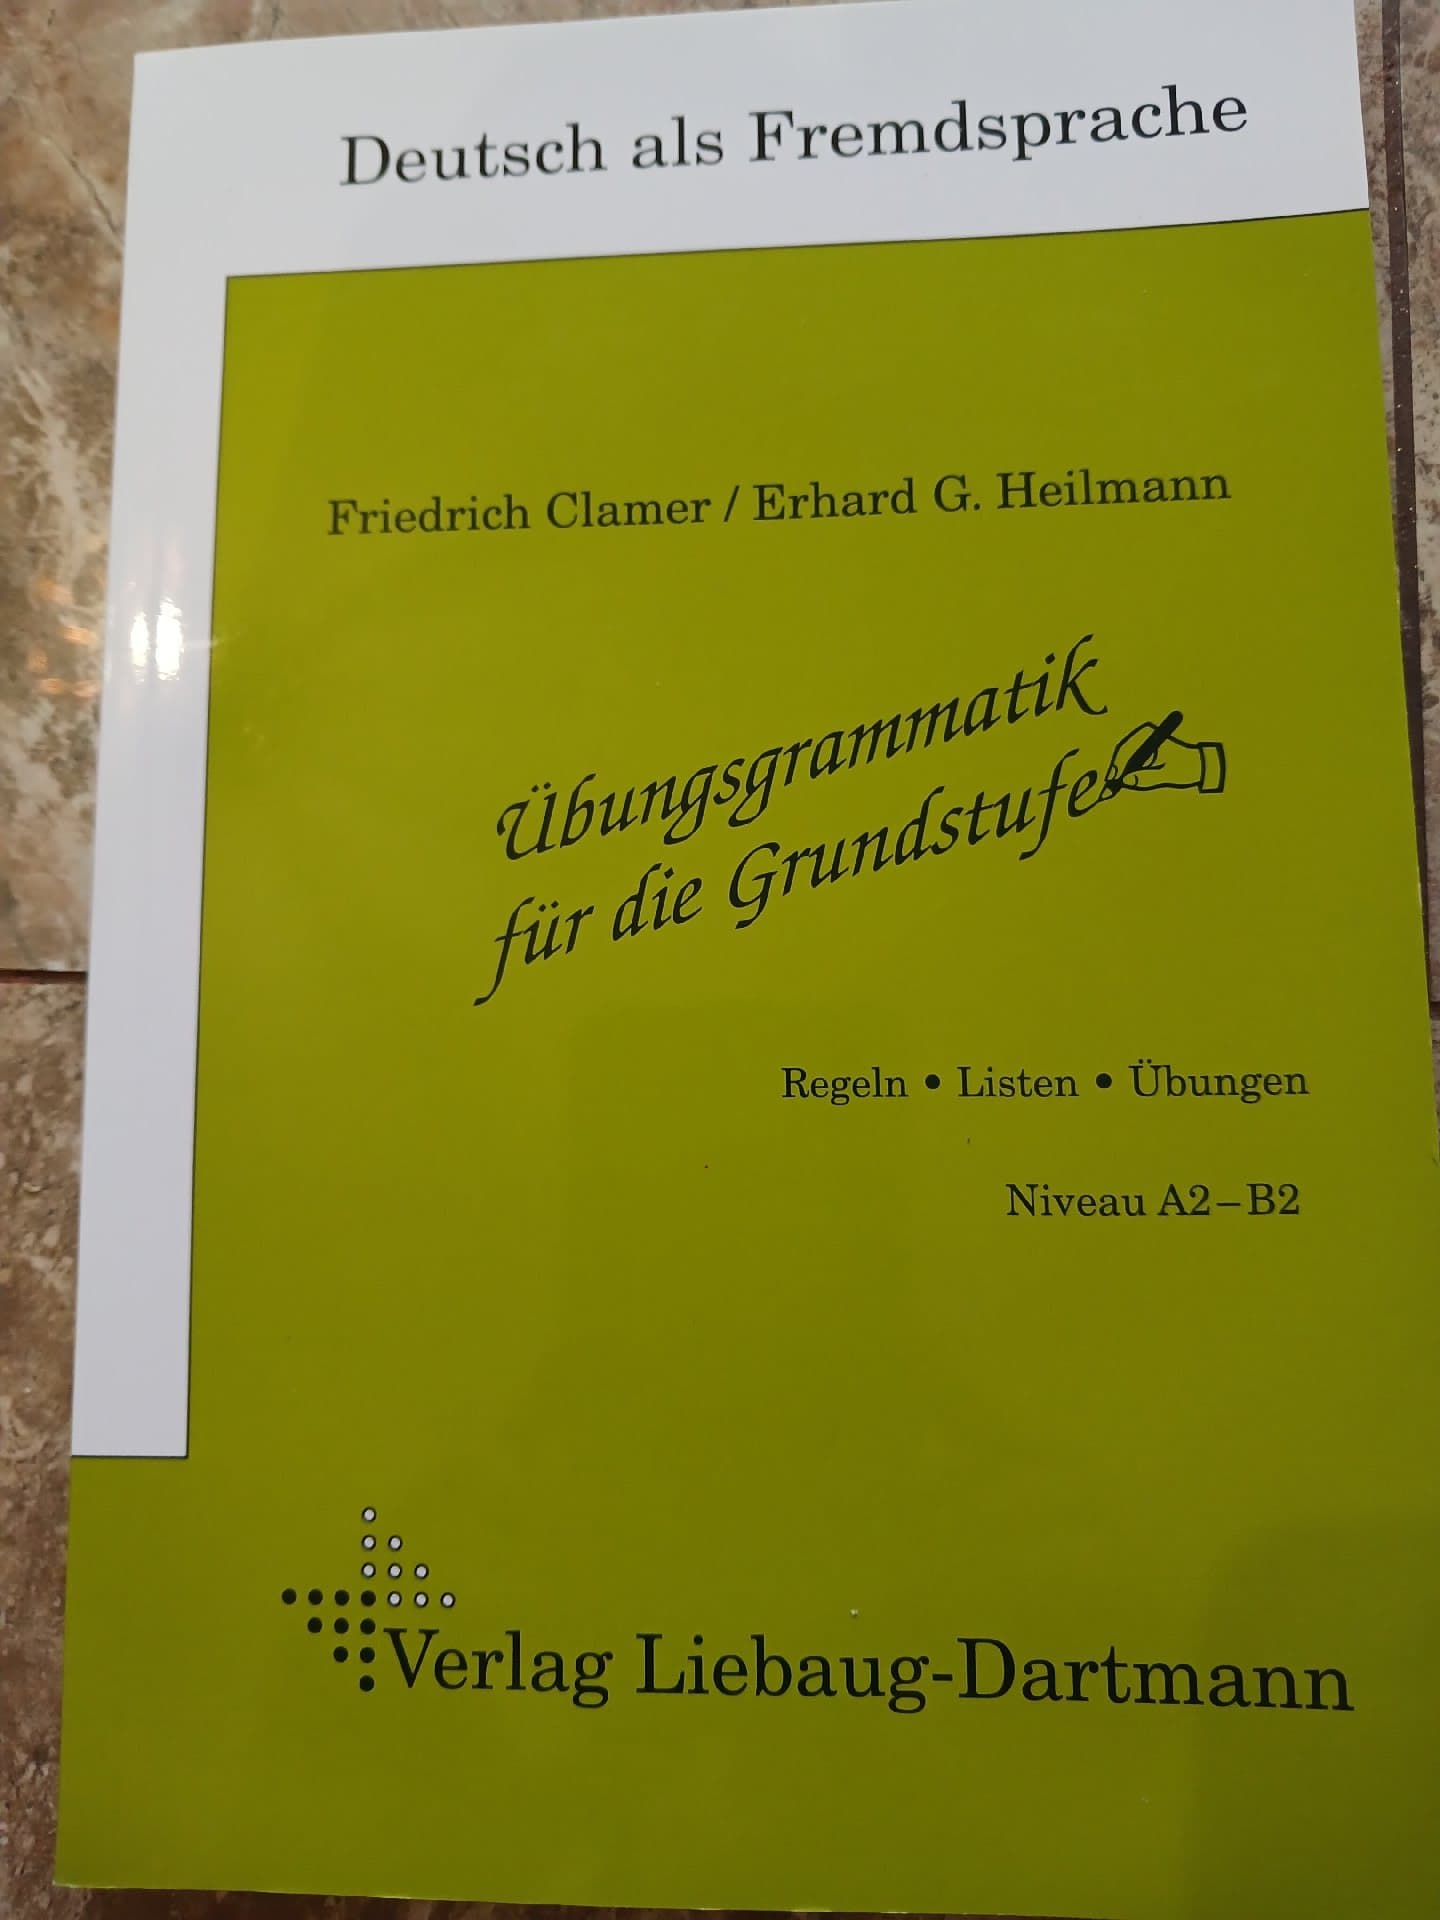 Deutsch als Fremdsprache
Friedrich Clamer / Erhard G. Heilmann
Übungsgrammatik
für die Grundstufe
Regeln • Listen • Übungen
Niveau A2–B2
Verlag Liebaug-Dartmann